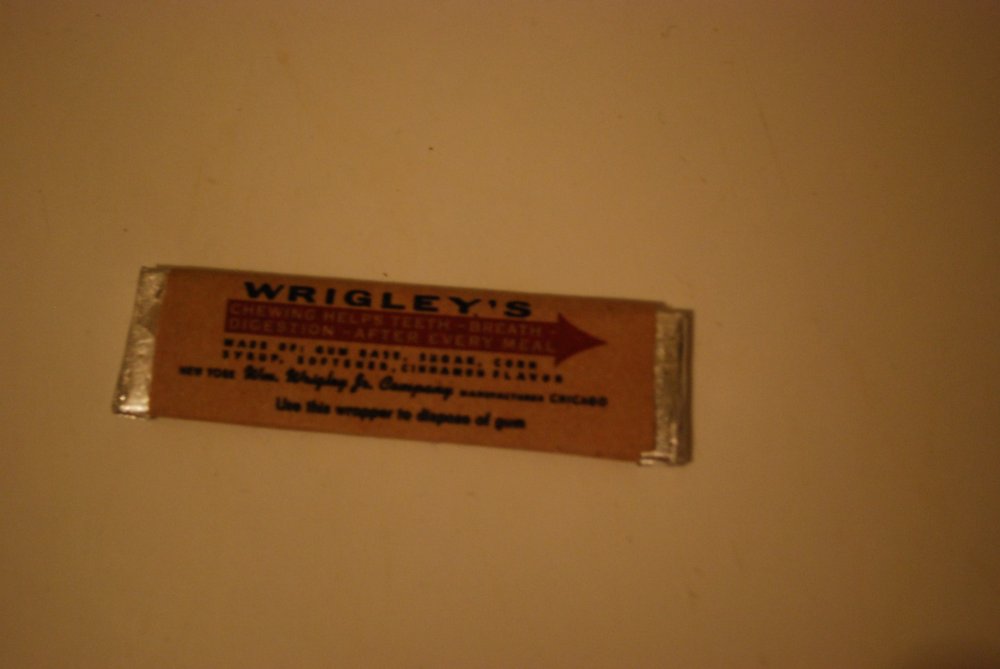 WRIGLEY'S
CHEWING HELPS TEETH - BREATH -
DIGESTION - AFTER EVERY MEAL
MADE OF: GUM BASE, SUGAR, CORN
SYRUP, SOFTENER, CINNAMON FLAVOR
NEW YORK Wm. Wrigley Jr. Company MANUFACTURER CHICAGO
Use this wrapper to dispose of gum